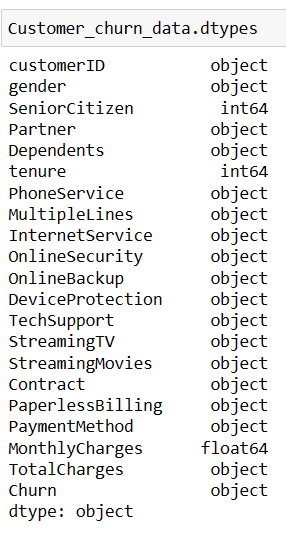 Customer_churn_data.dtypes
customerID object
gender object
SeniorCitizen int64
Partner object
Dependents object
tenure int64
PhoneService object
MultipleLines object
InternetService object
OnlineSecurity object
OnlineBackup object
DeviceProtection object
TechSupport object
StreamingTV object
StreamingMovies object
Contract object
PaperlessBilling object
PaymentMethod object
MonthlyCharges float64
TotalCharges object
Churn object
dtype: object